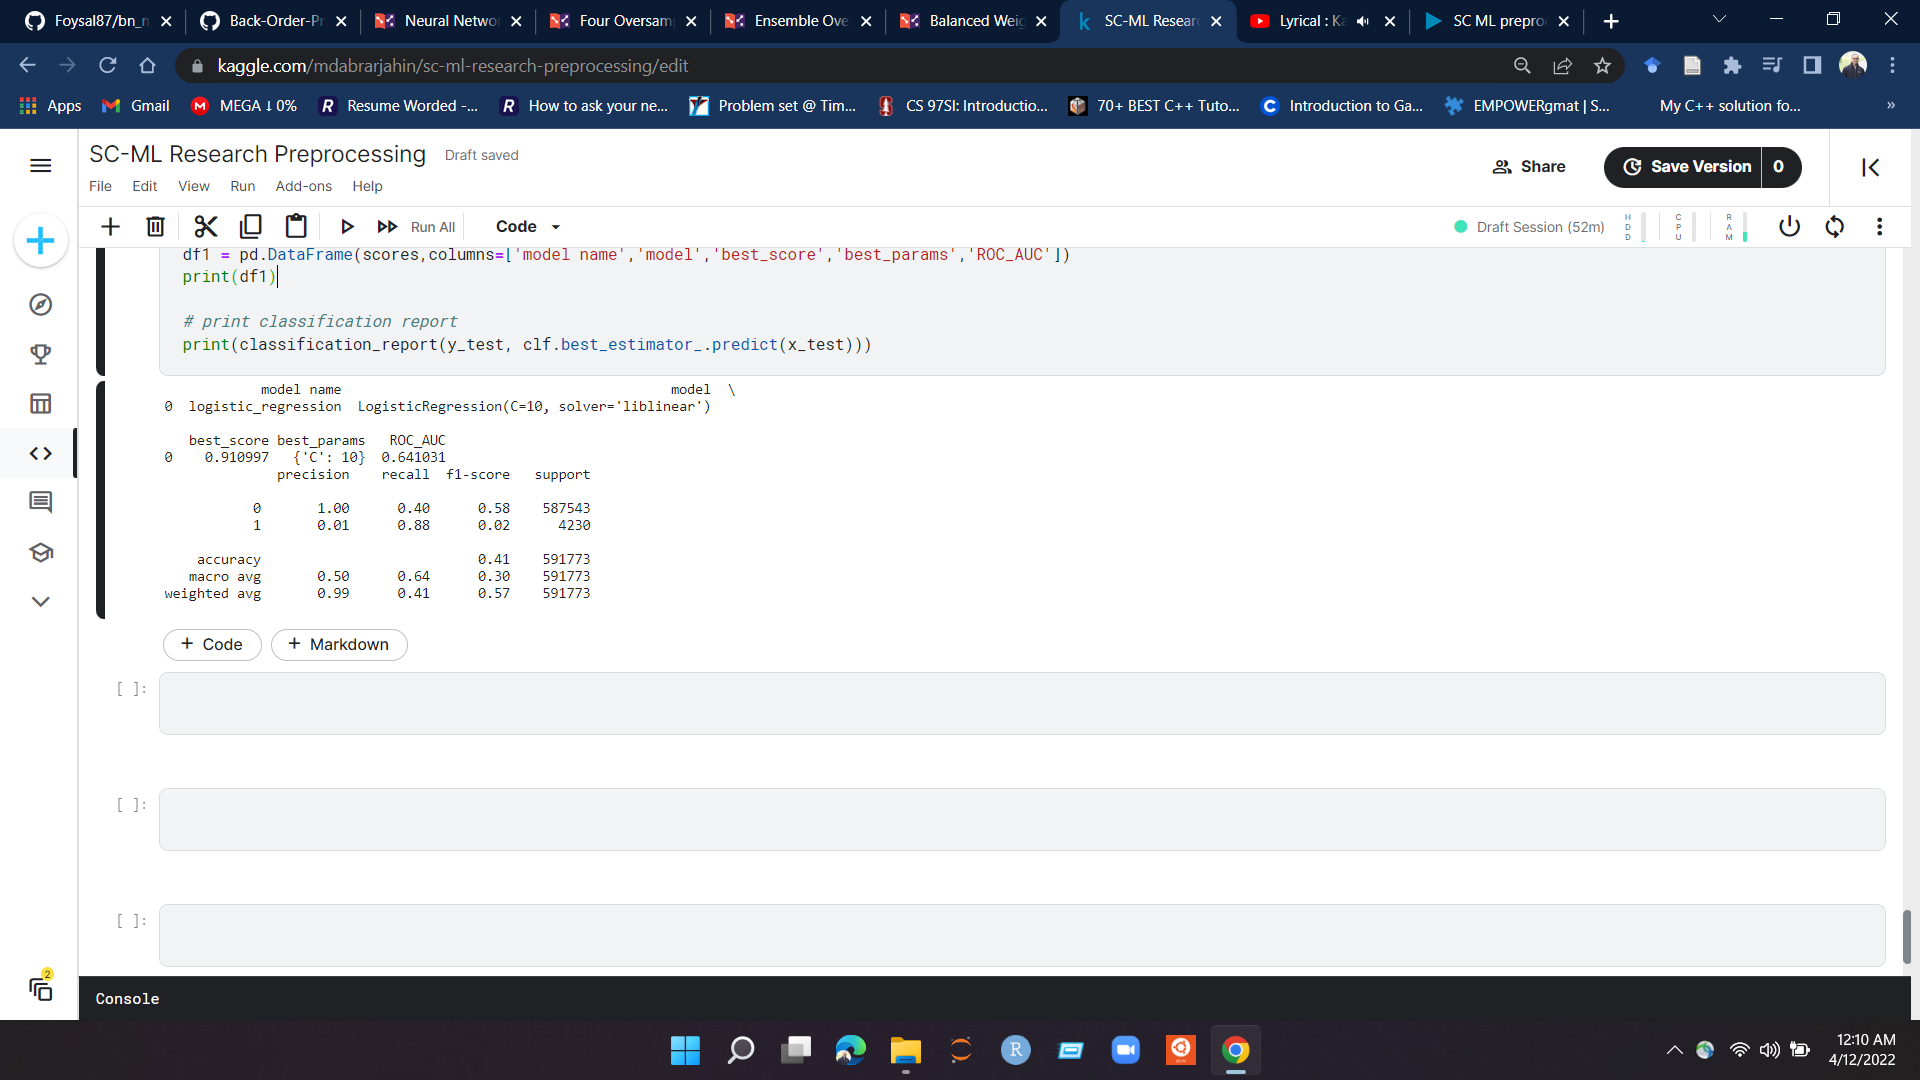 Foysal87/bn_n
Back-Order-Pr
Neural Netwo
Four Oversam
Ensemble Ove
Balanced Weig
SC-ML Resear
Lyrical : Ka
SC ML prepro
kaggle.com/mdabrarjahin/sc-ml-research-preprocessing/edit
Apps
Gmail
MEGA ⭣ 0%
Resume Worded -...
How to ask your ne...
Problem set @ Tim...
CS 97SI: Introductio...
70+ BEST C++ Tuto...
Introduction to Ga...
EMPOWERgmat | S...
My C++ solution fo...
»
SC-ML Research Preprocessing Draft saved
Share
Save Version 0
File Edit View Run Add-ons Help
Run All
Code
Draft Session (52m)
HDD
CPU
RAM
df1 = pd.DataFrame(scores,columns=['model name','model','best_score','best_params','ROC_AUC'])
print(df1)
# print classification report
print(classification_report(y_test, clf.best_estimator_.predict(x_test)))
model name model \
0 logistic_regression LogisticRegression(C=10, solver='liblinear')
best_score best_params ROC_AUC
0 0.910997 {'C': 10} 0.641031
precision recall f1-score support
0 1.00 0.40 0.58 587543
1 0.01 0.88 0.02 4230
accuracy 0.41 591773
macro avg 0.50 0.64 0.30 591773
weighted avg 0.99 0.41 0.57 591773
+ Code
+ Markdown
[ ]:
[ ]:
[ ]:
2
Console
12:10 AM
4/12/2022